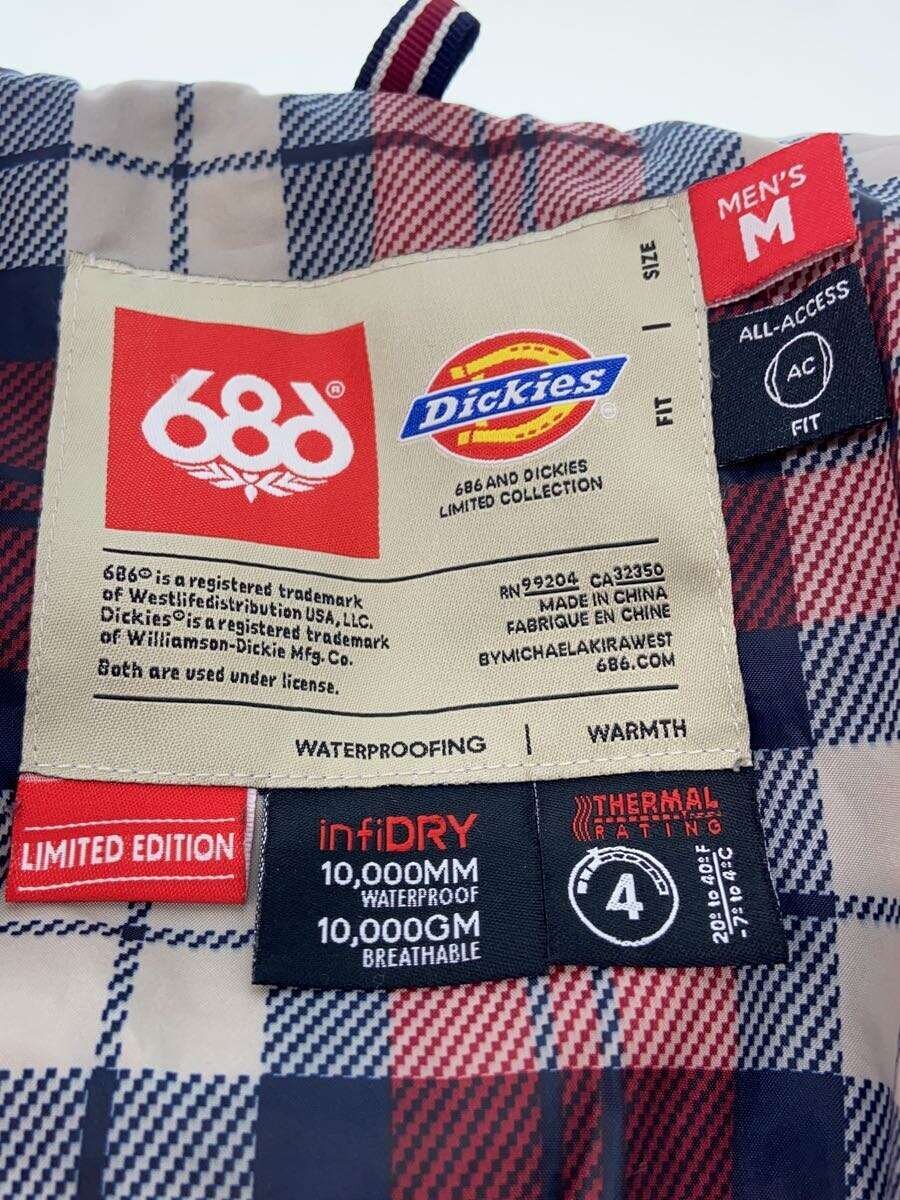 MEN'S
M
SIZE
|
FIT
ALL-ACCESS
AC
FIT
686®
Dickies
686 AND DICKIES
LIMITED COLLECTION
686® is a registered trademark
of Westlifedistribution USA, LLC.
Dickies® is a registered trademark
of Williamson-Dickie Mfg. Co.
Both are used under license.
RN 99204 CA 32350
MADE IN CHINA
FABRIQUE EN CHINE
BYMICHAELAKIRAWEST
686.COM
WATERPROOFING | WARMTH
LIMITED EDITION
infiDRY
10,000MM
WATERPROOF
10,000GM
BREATHABLE
THERMAL
RATING
4
20° to 40° F
-7° to 4° C